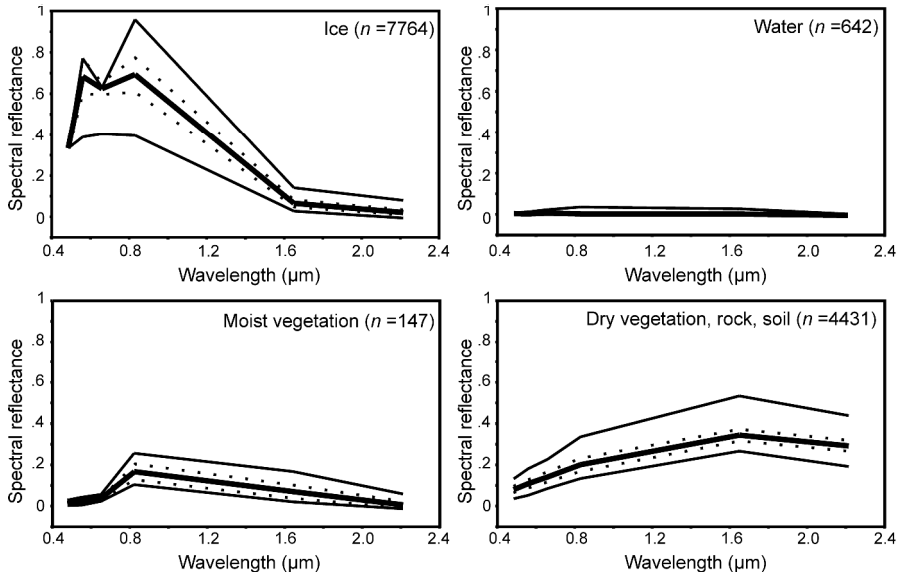 Ice (n =7764)
Spectral reflectance
1
.8
.6
.4
.2
0
0.4 0.8 1.2 1.6 2.0 2.4
Wavelength (µm)
Water (n =642)
Spectral reflectance
1
.8
.6
.4
.2
0
0.4 0.8 1.2 1.6 2.0 2.4
Wavelength (µm)
Moist vegetation (n =147)
Spectral reflectance
1
.8
.6
.4
.2
0
0.4 0.8 1.2 1.6 2.0 2.4
Wavelength (µm)
Dry vegetation, rock, soil (n =4431)
Spectral reflectance
1
.8
.6
.4
.2
0
0.4 0.8 1.2 1.6 2.0 2.4
Wavelength (µm)